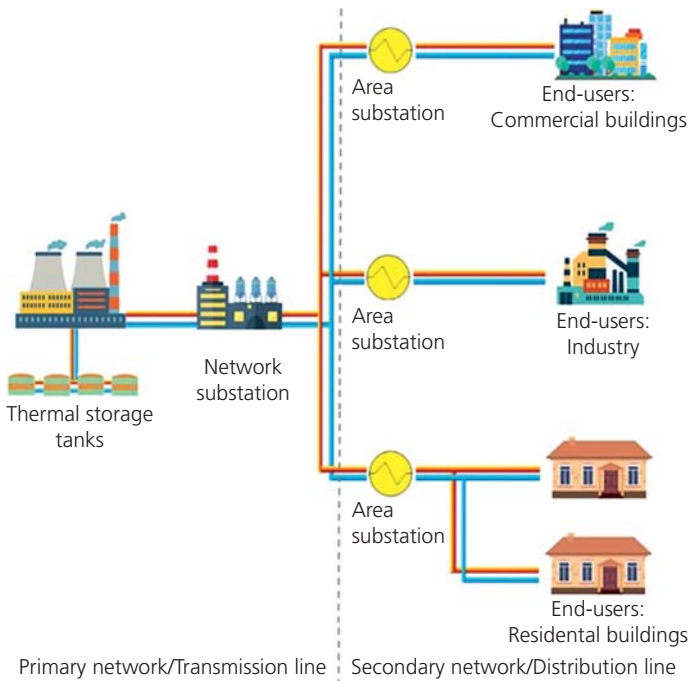 Area
substation
End-users:
Commercial buildings
Area
substation
End-users:
Industry
Network
substation
Thermal storage
tanks
Area
substation
End-users:
Residental buildings
Primary network/Transmission line
Secondary network/Distribution line